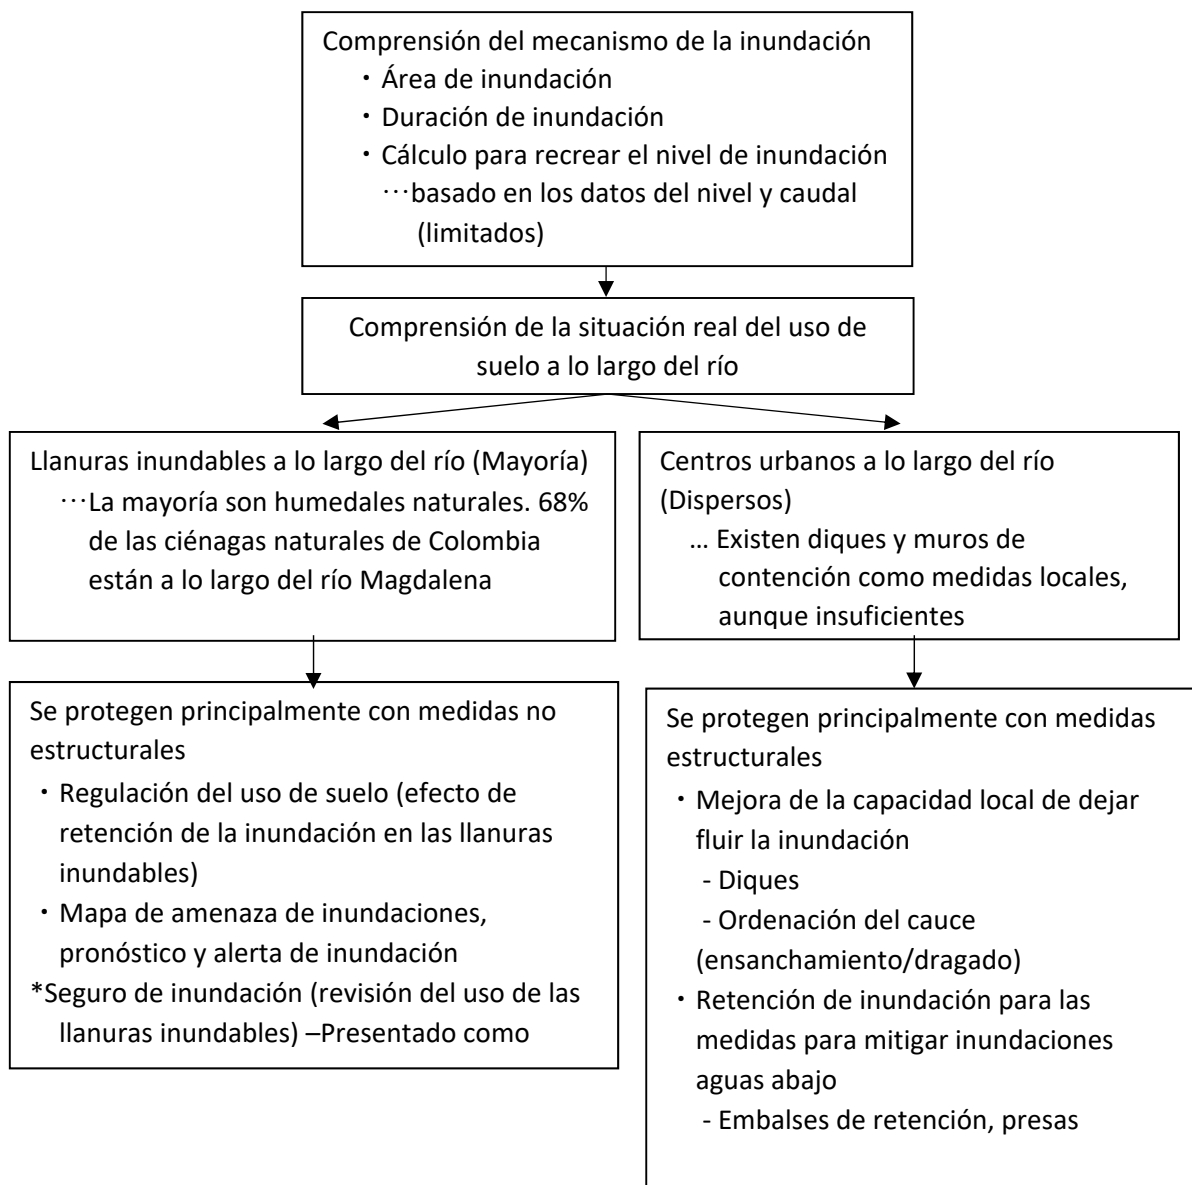 Comprensión del mecanismo de la inundación
・Área de inundación
・Duración de inundación
・Cálculo para recrear el nivel de inundación
…basado en los datos del nivel y caudal
(limitados)
Comprensión de la situación real del uso de
suelo a lo largo del río
Llanuras inundables a lo largo del río (Mayoría)
…La mayoría son humedales naturales. 68%
de las ciénagas naturales de Colombia
están a lo largo del río Magdalena
Centros urbanos a lo largo del río
(Dispersos)
... Existen diques y muros de
contención como medidas locales,
aunque insuficientes
Se protegen principalmente con medidas no
estructurales
・Regulación del uso de suelo (efecto de
retención de la inundación en las llanuras
inundables)
・Mapa de amenaza de inundaciones,
pronóstico y alerta de inundación
*Seguro de inundación (revisión del uso de las
llanuras inundables) –Presentado como
Se protegen principalmente con medidas
estructurales
・Mejora de la capacidad local de dejar
fluir la inundación
- Diques
- Ordenación del cauce
(ensanchamiento/dragado)
・Retención de inundación para las
medidas para mitigar inundaciones
aguas abajo
- Embalses de retención, presas